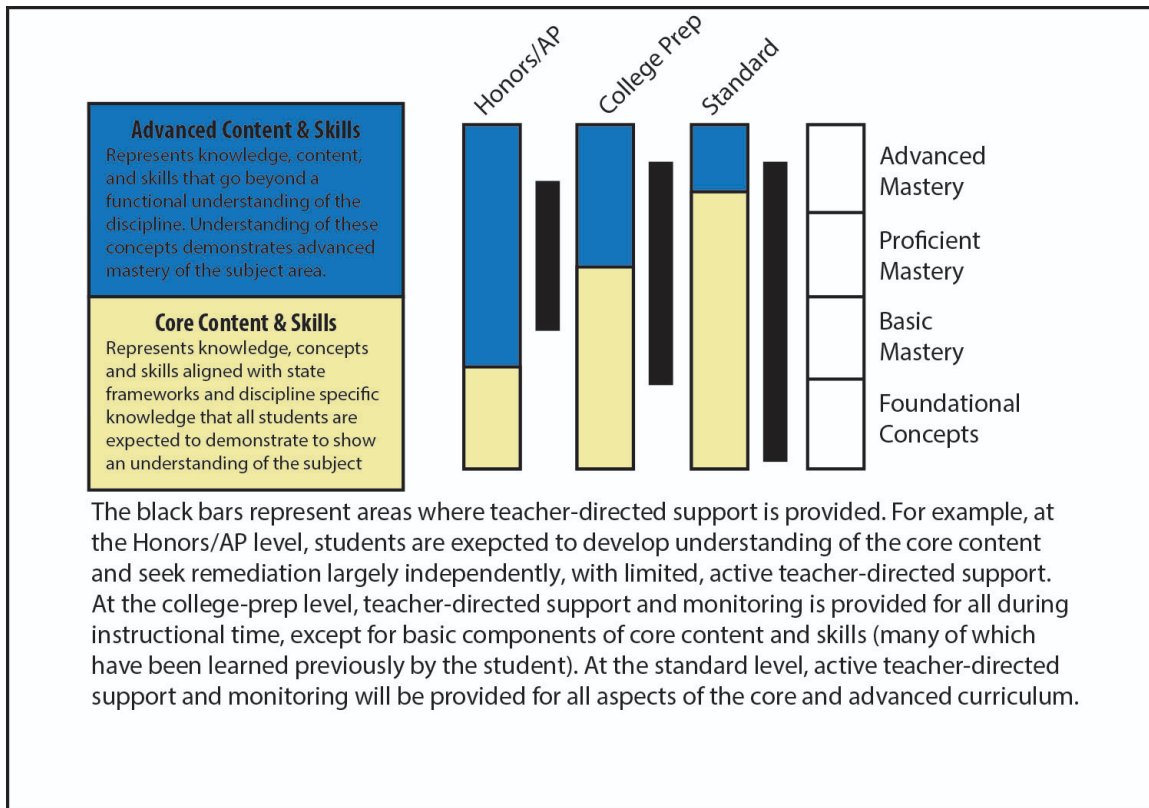 Honors/AP
College Prep
Standard
Advanced Content & Skills
Represents knowledge, content,
and skills that go beyond a
functional understanding of the
discipline. Understanding of these
concepts demonstrates advanced
mastery of the subject area.
Core Content & Skills
Represents knowledge, concepts
and skills aligned with state
frameworks and discipline specific
knowledge that all students are
expected to demonstrate to show
an understanding of the subject
Advanced
Mastery
Proficient
Mastery
Basic
Mastery
Foundational
Concepts
The black bars represent areas where teacher-directed support is provided. For example, at
the Honors/AP level, students are exepcted to develop understanding of the core content
and seek remediation largely independently, with limited, active teacher-directed support.
At the college-prep level, teacher-directed support and monitoring is provided for all during
instructional time, except for basic components of core content and skills (many of which
have been learned previously by the student). At the standard level, active teacher-directed
support and monitoring will be provided for all aspects of the core and advanced curriculum.